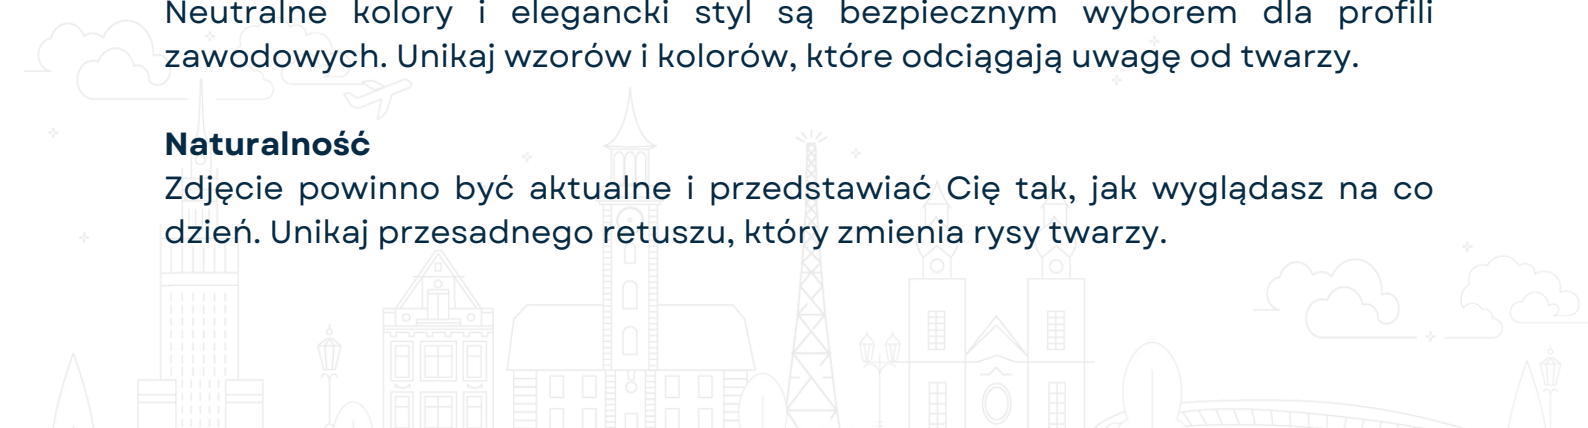 Neutralne kolory i elegancki styl są bezpiecznym wyborem dla profili
zawodowych. Unikaj wzorów i kolorów, które odciągają uwagę od twarzy.
Naturalność
Zdjęcie powinno być aktualne i przedstawiać Cię tak, jak wyglądasz na co
dzień. Unikaj przesadnego retuszu, który zmienia rysy twarzy.